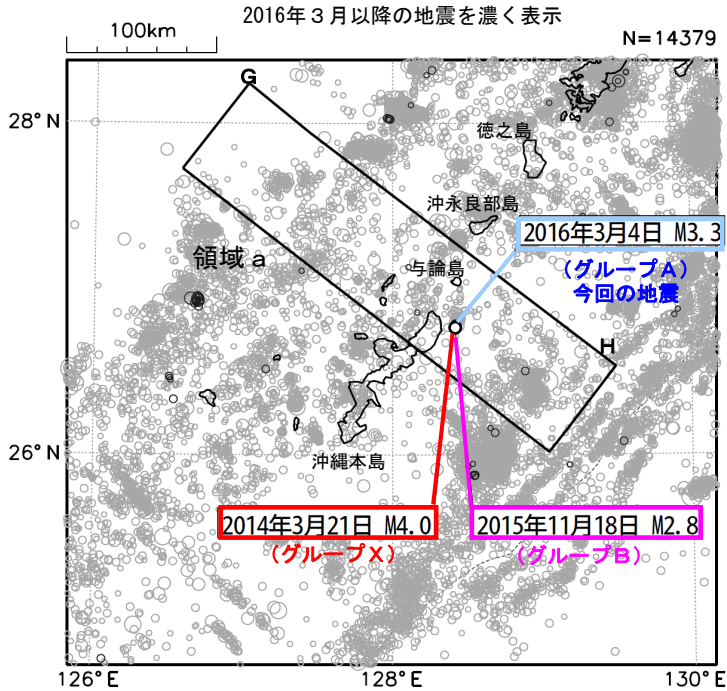 2016年３月以降の地震を濃く表示
100km
N=14379
G
28°N
徳之島
沖永良部島
2016年3月4日 M3.3
領域ａ
与論島
（グループＡ）
今回の地震
H
26°N
沖縄本島
2014年3月21日 M4.0
2015年11月18日 M2.8
（グループＸ）
（グループＢ）
126°E
128°E
130°E